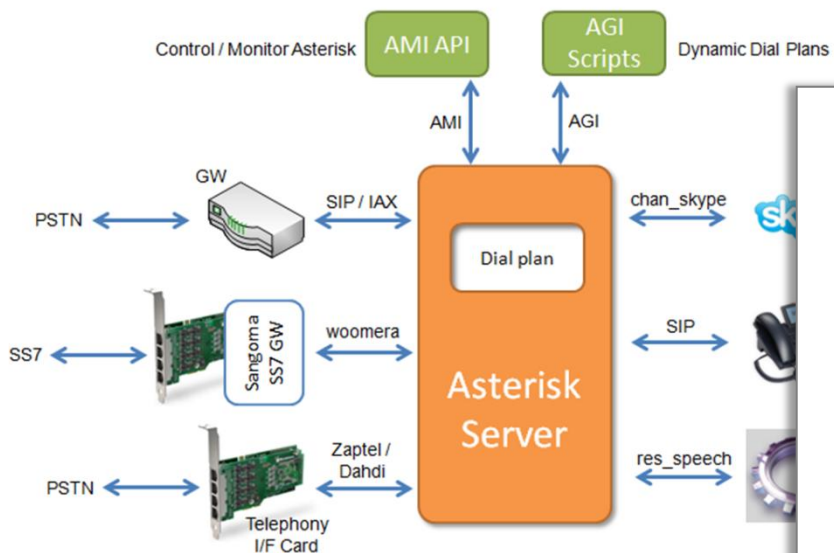 Control / Monitor Asterisk
AMI API
AGI
Scripts
Dynamic Dial Plans
AMI
AGI
GW
PSTN
SIP / IAX
chan_skype
sk
Dial plan
SS7
Sangoma
SS7 GW
woomera
SIP
Asterisk
Server
Zaptel /
Dahdi
res_speech
PSTN
Telephony
I/F Card